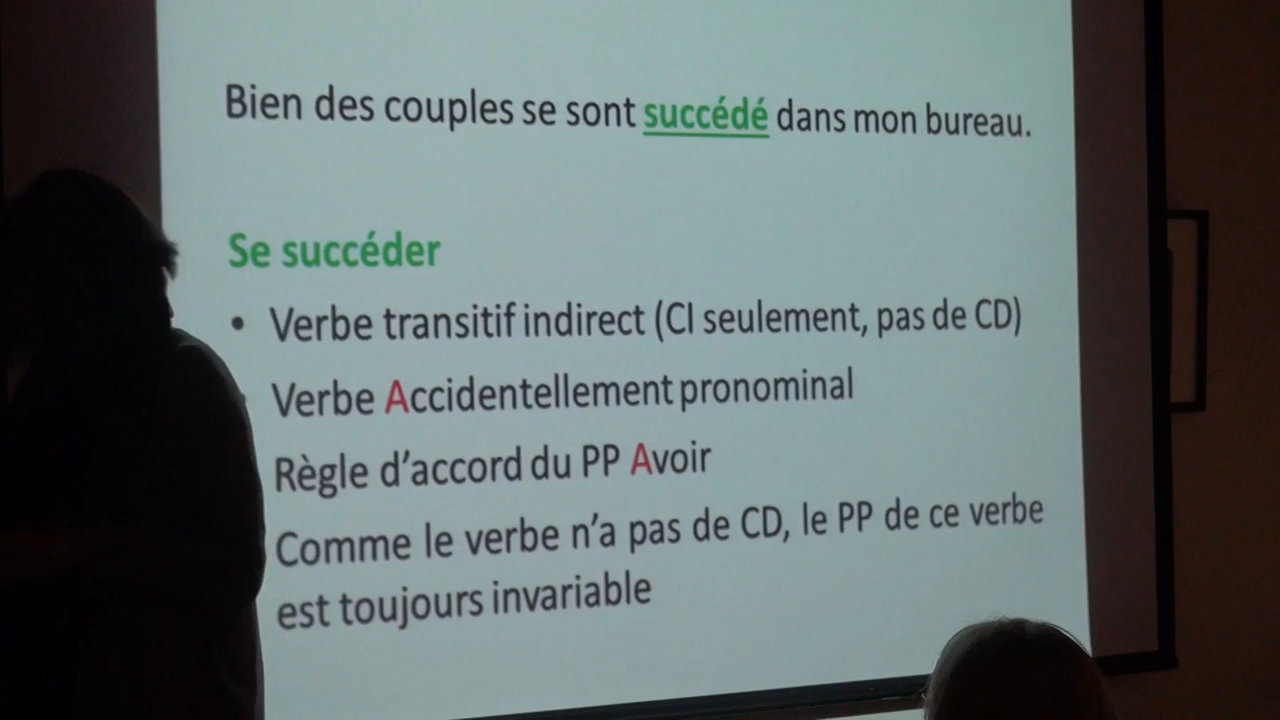 Bien des couples se sont succédé dans mon bureau.
Se succéder
• Verbe transitif indirect (CI seulement, pas de CD)
Verbe Accidentellement pronominal
Règle d'accord du PP Avoir
Comme le verbe n'a pas de CD, le PP de ce verbe
est toujours invariable